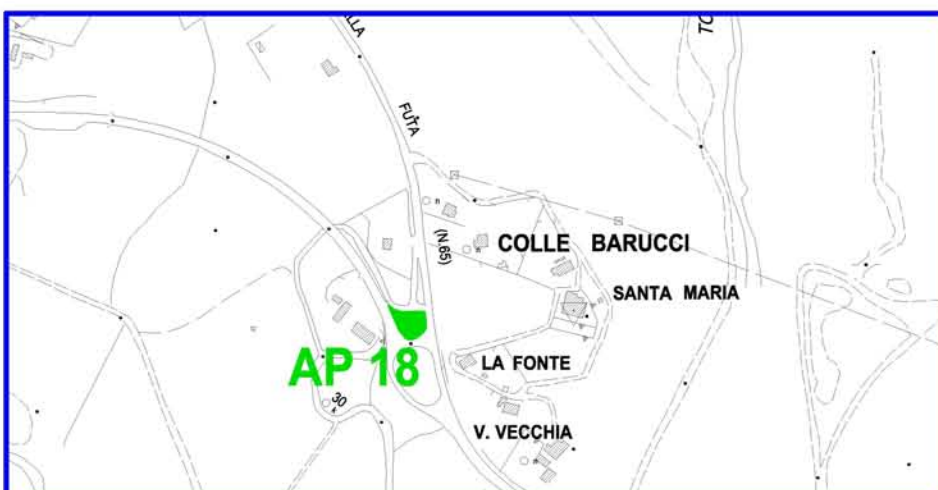 TO
LLA
FUTA
(N.65)
COLLE BARUCCI
SANTA MARIA
LA FONTE
AP 18
30
V. VECCHIA